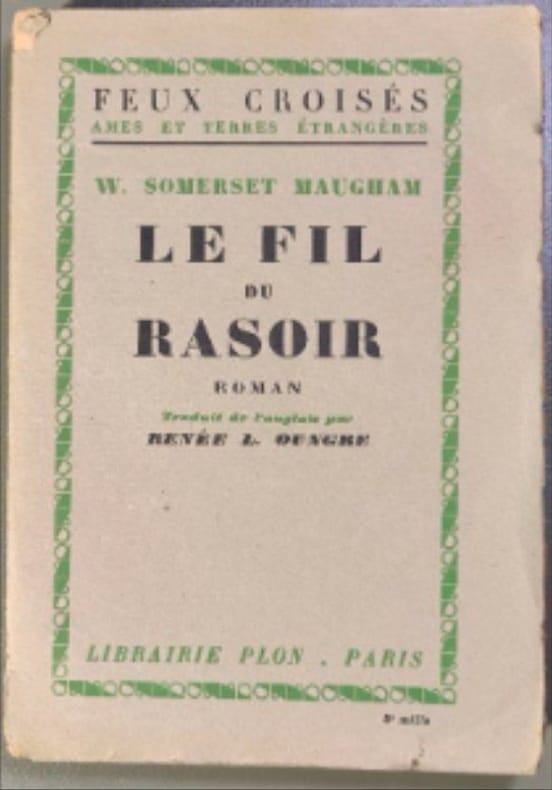 FEUX CROISÉS
AMES ET TERRES ÉTRANGÈRES
W. SOMERSET MAUGHAM
LE FIL
DU
RASOIR
ROMAN
Traduit de l'anglais par
RENÉE L. OUNGRE
LIBRAIRIE PLON . PARIS
mille